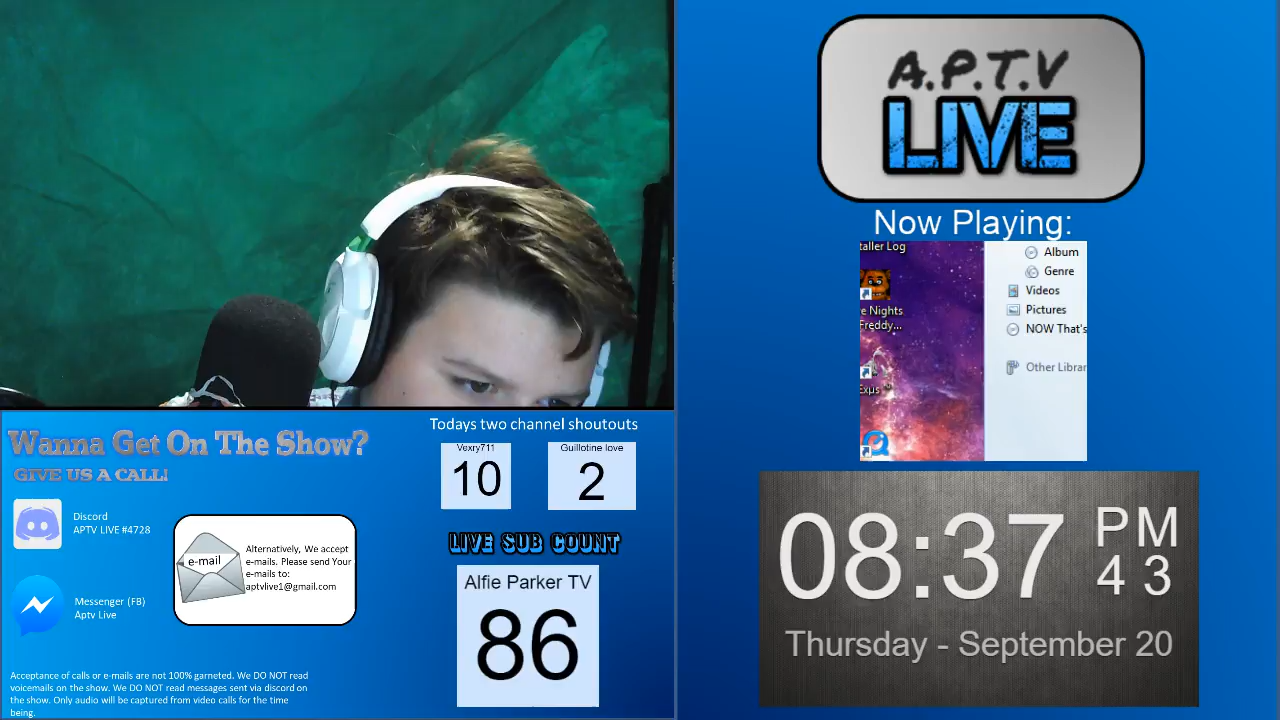 A.P.T.V
LIVE
Now Playing:
taller Log
e Nights
Freddy...
Exus
Album
Genre
Videos
Pictures
NOW That's
Other Librar
08:37
PM
43
Thursday - September 20
Wanna Get On The Show?
GIVE US A CALL!
Discord
APTV LIVE #4728
Messenger (FB)
Aptv Live
e-mail
Alternatively, We accept
e-mails. Please send Your
e-mails to:
aptvlive1@gmail.com
Acceptance of calls or e-mails are not 100% garneted. We DO NOT read
voicemails on the show. We DO NOT read messages sent via discord on
the show. Only audio will be captured from video calls for the time
being.
Todays two channel shoutouts
Vexry711
10
Guillotine love
2
LIVE SUB COUNT
Alfie Parker TV
86